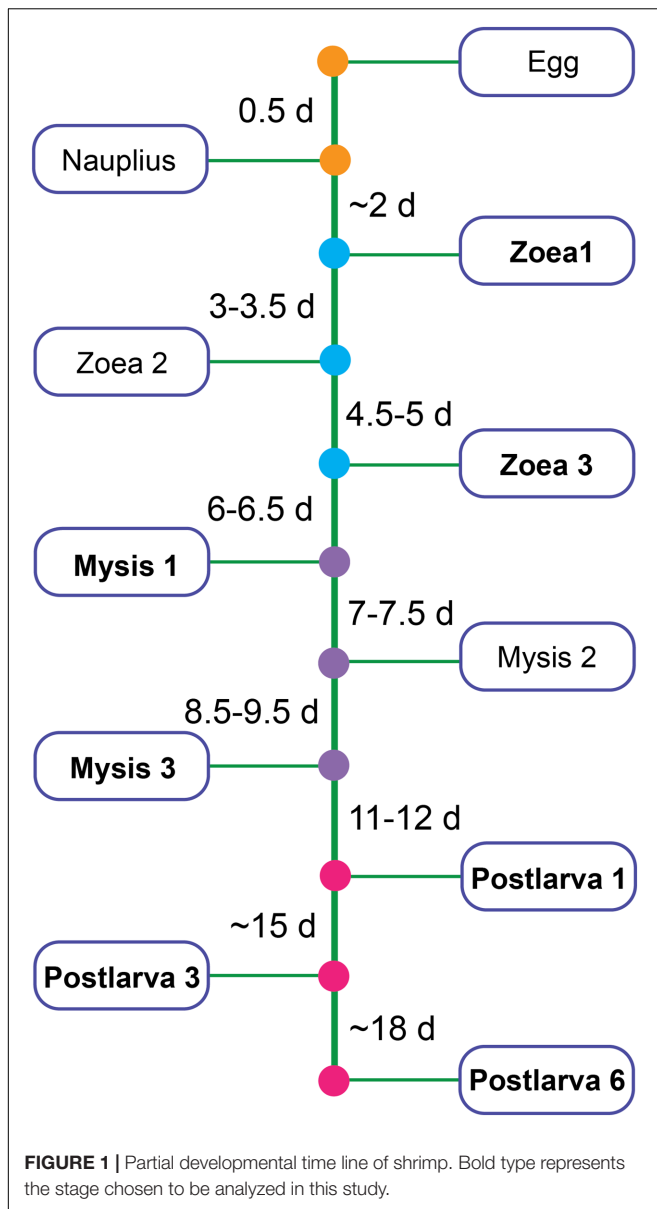 Egg
0.5 d
Nauplius
~2 d
Zoea1
3-3.5 d
Zoea 2
4.5-5 d
Zoea 3
6-6.5 d
Mysis 1
7-7.5 d
Mysis 2
8.5-9.5 d
Mysis 3
11-12 d
Postlarva 1
~15 d
Postlarva 3
~18 d
Postlarva 6
FIGURE 1 | Partial developmental time line of shrimp. Bold type represents
the stage chosen to be analyzed in this study.